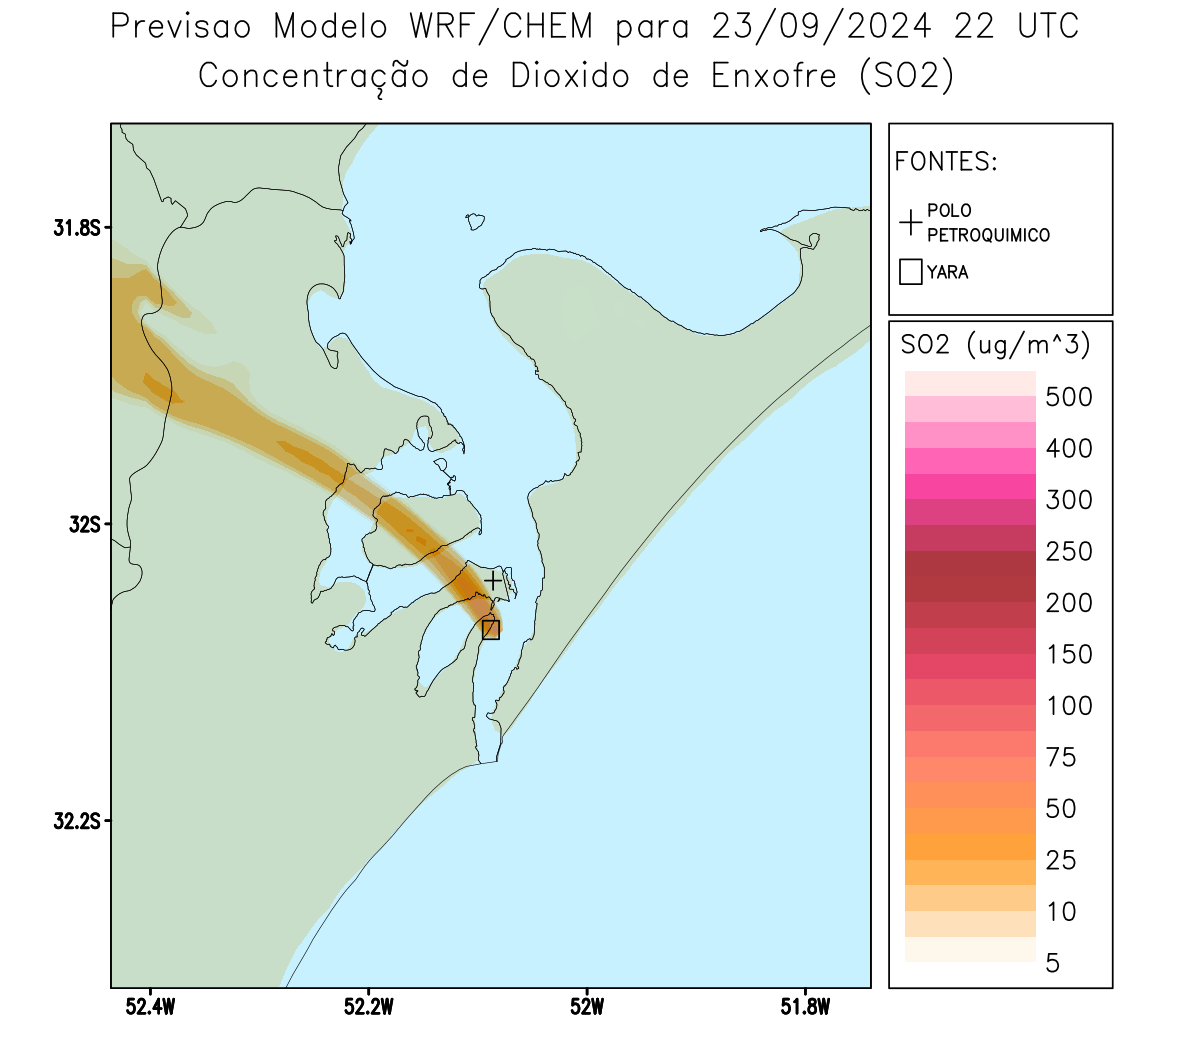 Previsao Modelo WRF/CHEM para 23/09/2024 22 UTC
Concentração de Dioxido de Enxofre (SO2)
FONTES:
POLO
PETROQUIMICO
YARA
31.8S
32S
32.2S
52.4W
52.2W
52W
51.8W
SO2 (ug/m^3)
500
400
300
250
200
150
100
75
50
25
10
5